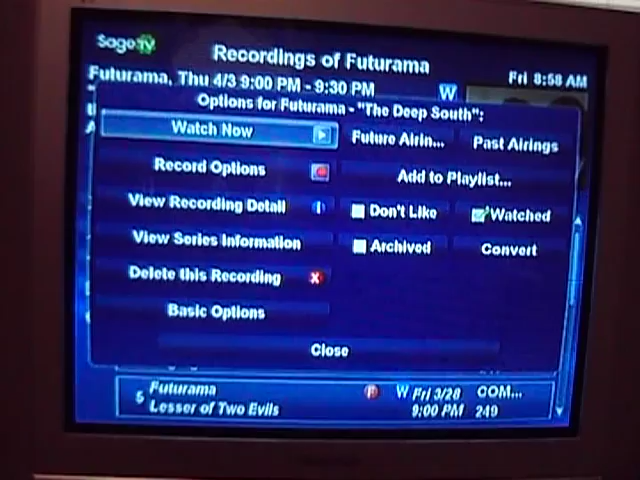 SageTV
Recordings of Futurama
Fri 8:58 AM
Futurama, Thu 4/3 9:00 PM - 9:30 PM
W
Options for Futurama - "The Deep South":
Watch Now
Future Airin...
Past Airings
Record Options
Add to Playlist...
View Recording Detail
Don't Like
Watched
View Series Information
Archived
Convert
Delete this Recording
Basic Options
Close
5 Futurama
W Fri 3/28 COM...
Lesser of Two Evils
9:00 PM 249